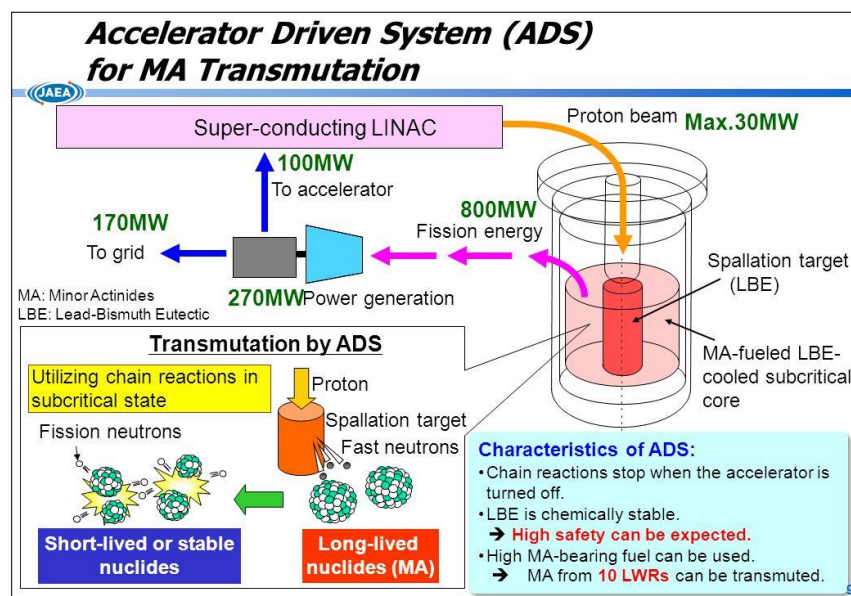 Accelerator Driven System (ADS)
for MA Transmutation
JAEA
Super-conducting LINAC
Proton beam
Max.30MW
100MW
To accelerator
170MW
To grid
800MW
Fission energy
270MW
Power generation
MA: Minor Actinides
LBE: Lead-Bismuth Eutectic
Spallation target
(LBE)
MA-fueled LBE-
cooled subcritical
core
Transmutation by ADS
Utilizing chain reactions in
subcritical state
Proton
Fission neutrons
Spallation target
Fast neutrons
Short-lived or stable
nuclides
Long-lived
nuclides (MA)
Characteristics of ADS:
•Chain reactions stop when the accelerator is
turned off.
•LBE is chemically stable.
➔ High safety can be expected.
•High MA-bearing fuel can be used.
➔ MA from 10 LWRs can be transmuted.